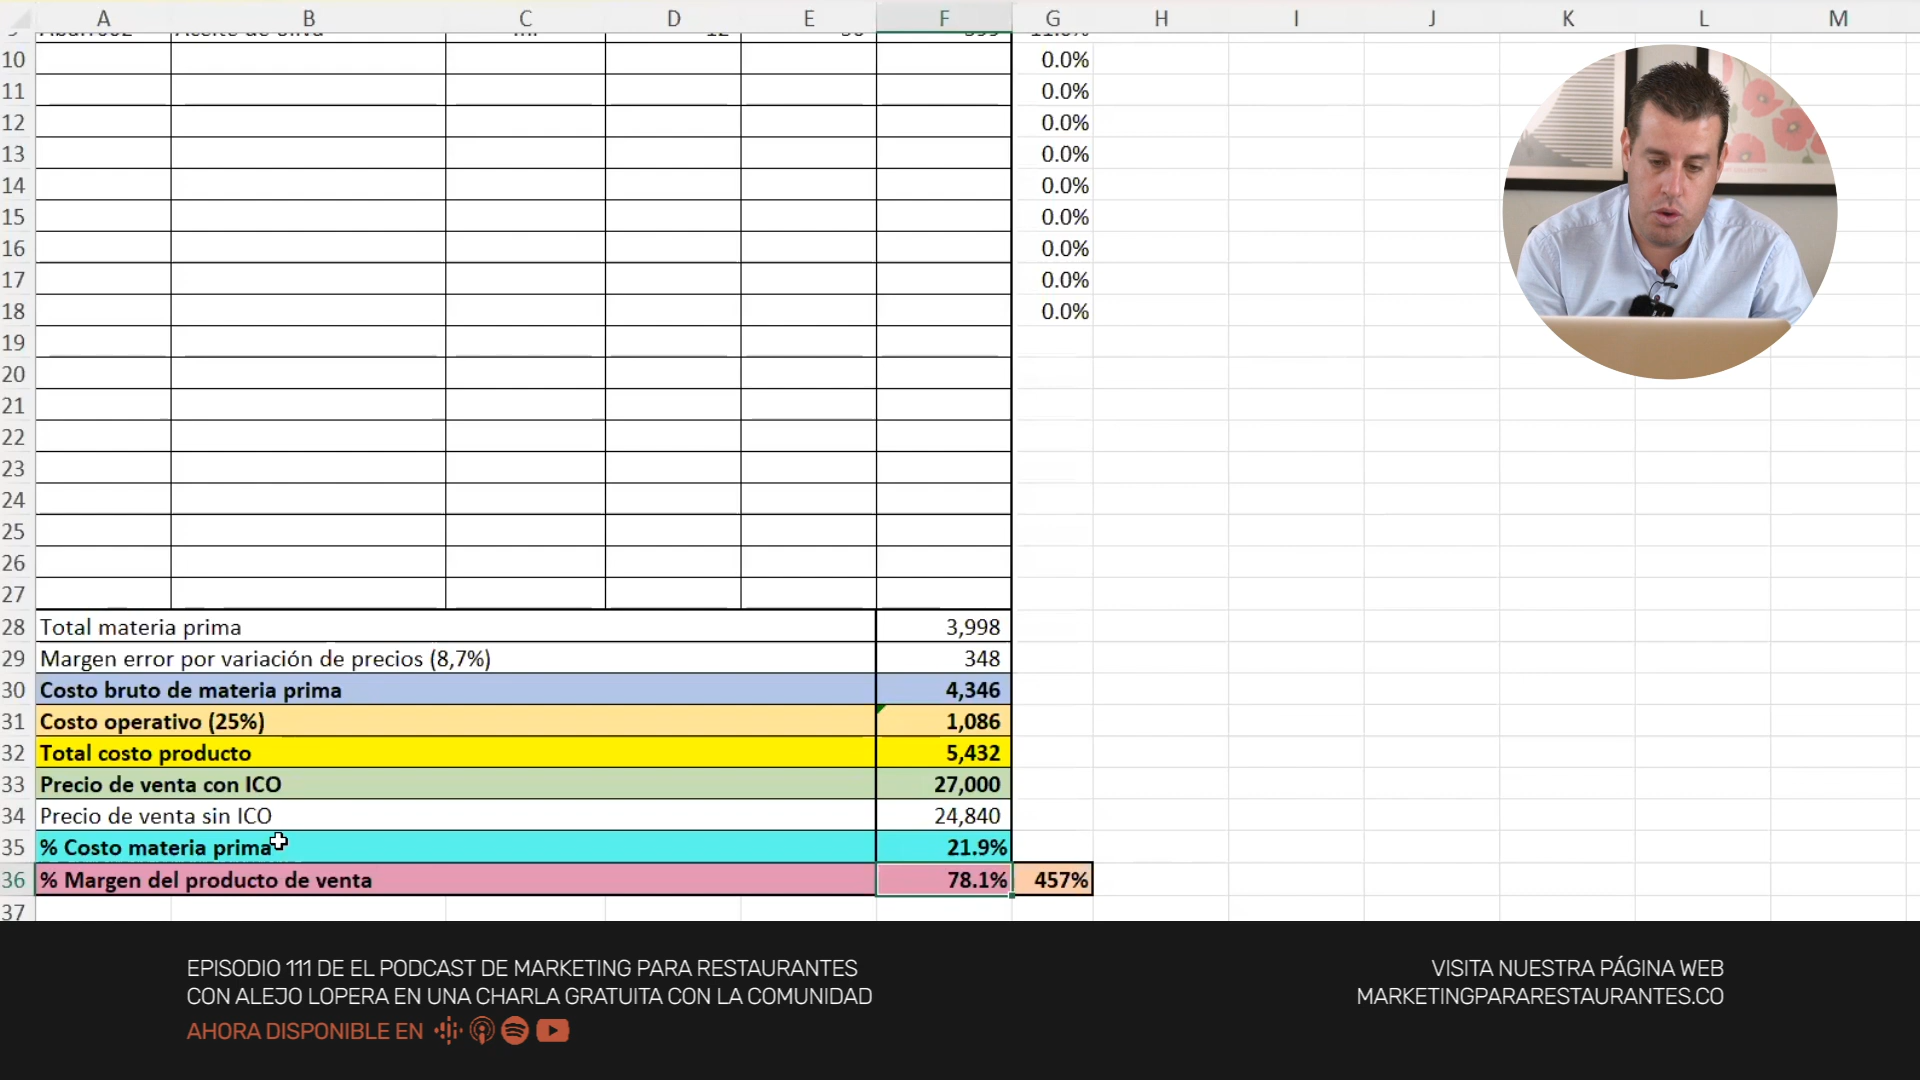 A B C D E F G H I J K L M
10 0.0%
11 0.0%
12 0.0%
13 0.0%
14 0.0%
15 0.0%
16 0.0%
17 0.0%
18 0.0%
19
20
21
22
23
24
25
26
27
28 Total materia prima 3,998
29 Margen error por variación de precios (8,7%) 348
30 Costo bruto de materia prima 4,346
31 Costo operativo (25%) 1,086
32 Total costo producto 5,432
33 Precio de venta con ICO 27,000
34 Precio de venta sin ICO 24,840
35 % Costo materia prima 21.9%
36 % Margen del producto de venta 78.1% 457%
37
EPISODIO 111 DE EL PODCAST DE MARKETING PARA RESTAURANTES
CON ALEJO LOPERA EN UNA CHARLA GRATUITA CON LA COMUNIDAD
AHORA DISPONIBLE EN
VISITA NUESTRA PÁGINA WEB
MARKETINGPARARESTAURANTES.CO